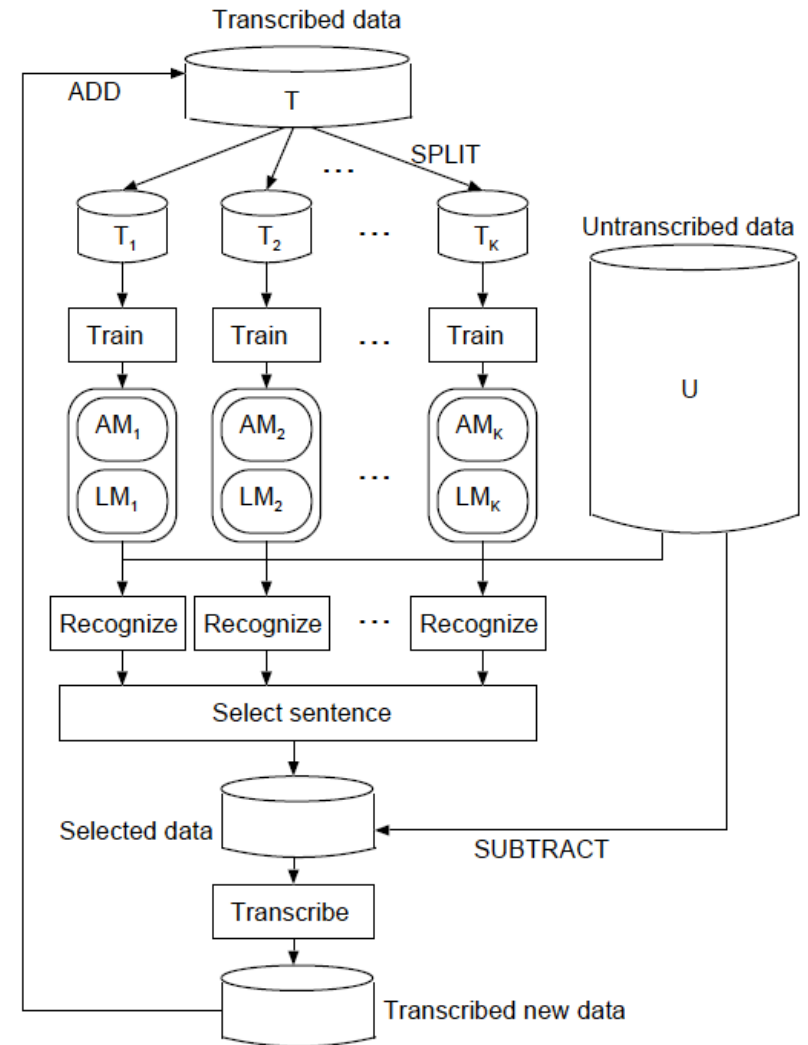 Transcribed data
ADD
T
SPLIT
...
T1 T2 ... TK
Untranscribed data
Train Train ... Train
U
AM1 AM2 AMK
...
LM1 LM2 LMK
Recognize Recognize ... Recognize
Select sentence
Selected data
SUBTRACT
Transcribe
Transcribed new data